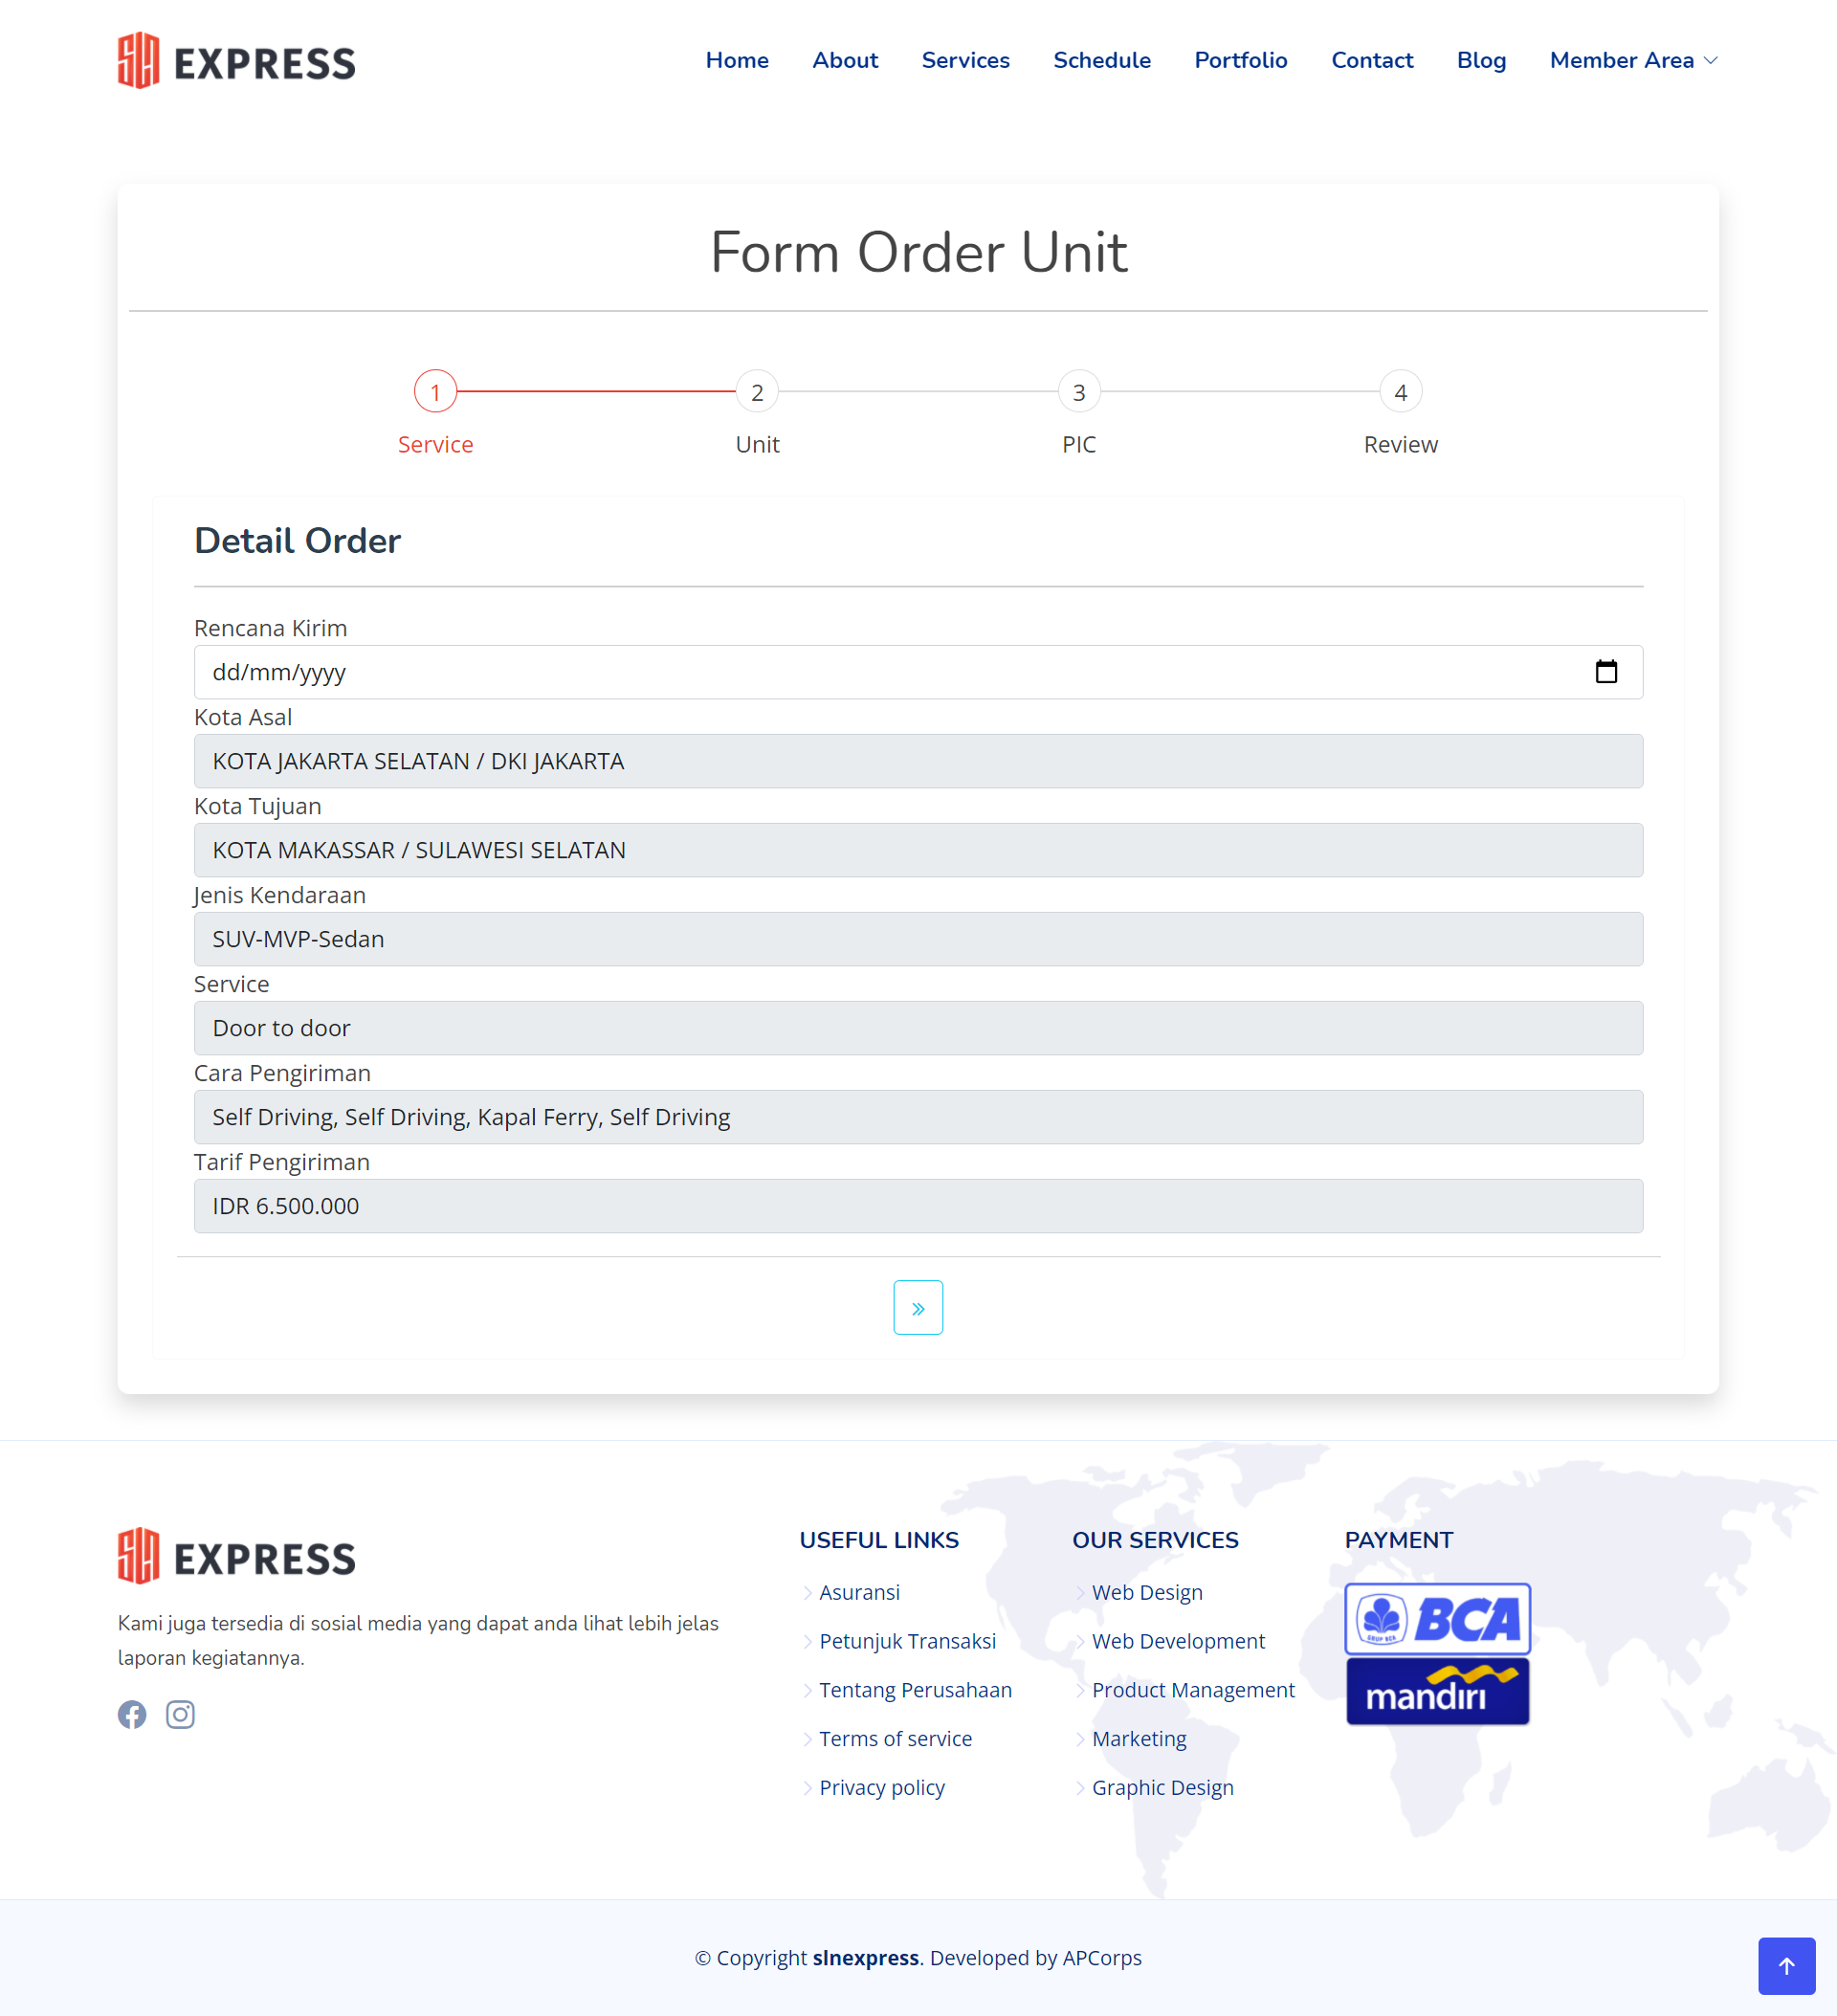 SLN EXPRESS
Home About Services Schedule Portfolio Contact Blog Member Area
Form Order Unit
1 2 3 4
Service Unit PIC Review
Detail Order
Rencana Kirim
dd/mm/yyyy
Kota Asal
KOTA JAKARTA SELATAN / DKI JAKARTA
Kota Tujuan
KOTA MAKASSAR / SULAWESI SELATAN
Jenis Kendaraan
SUV-MVP-Sedan
Service
Door to door
Cara Pengiriman
Self Driving, Self Driving, Kapal Ferry, Self Driving
Tarif Pengiriman
IDR 6.500.000
»
SLN EXPRESS
Kami juga tersedia di sosial media yang dapat anda lihat lebih jelas
laporan kegiatannya.
USEFUL LINKS
Asuransi
Petunjuk Transaksi
Tentang Perusahaan
Terms of service
Privacy policy
OUR SERVICES
Web Design
Web Development
Product Management
Marketing
Graphic Design
PAYMENT
GRUP BCA
BCA
mandiri
© Copyright slnexpress. Developed by APCorps